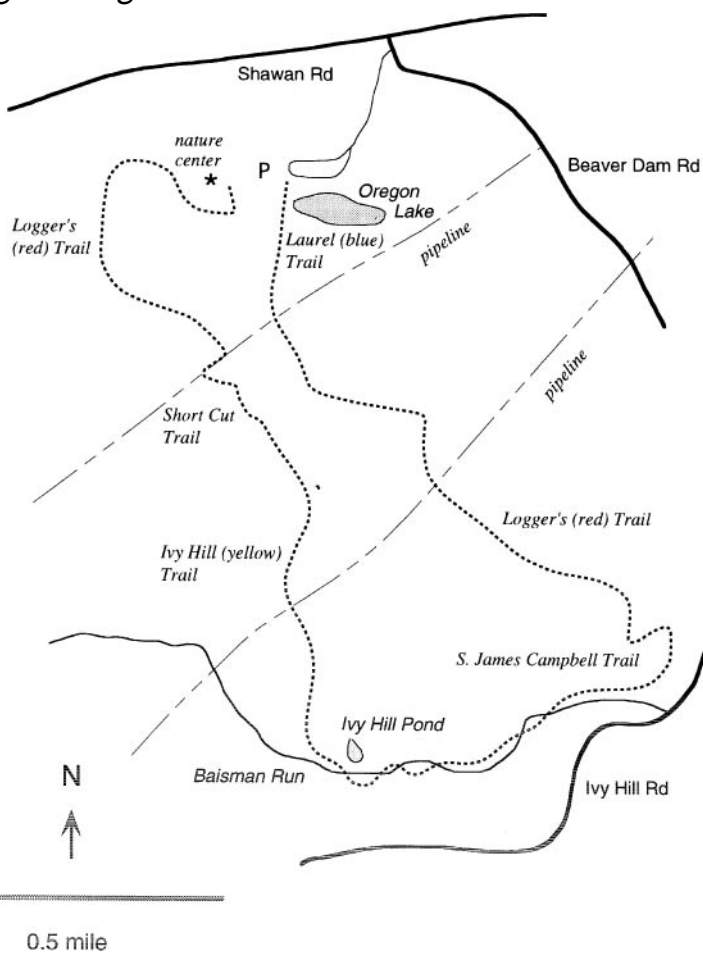 Shawan Rd
nature
center
*
P
Beaver Dam Rd
Oregon
Lake
Logger's
(red) Trail
Laurel (blue)
Trail
pipeline
pipeline
Short Cut
Trail
Logger's (red) Trail
Ivy Hill (yellow)
Trail
S. James Campbell Trail
Ivy Hill Pond
N
Baisman Run
Ivy Hill Rd
0.5 mile